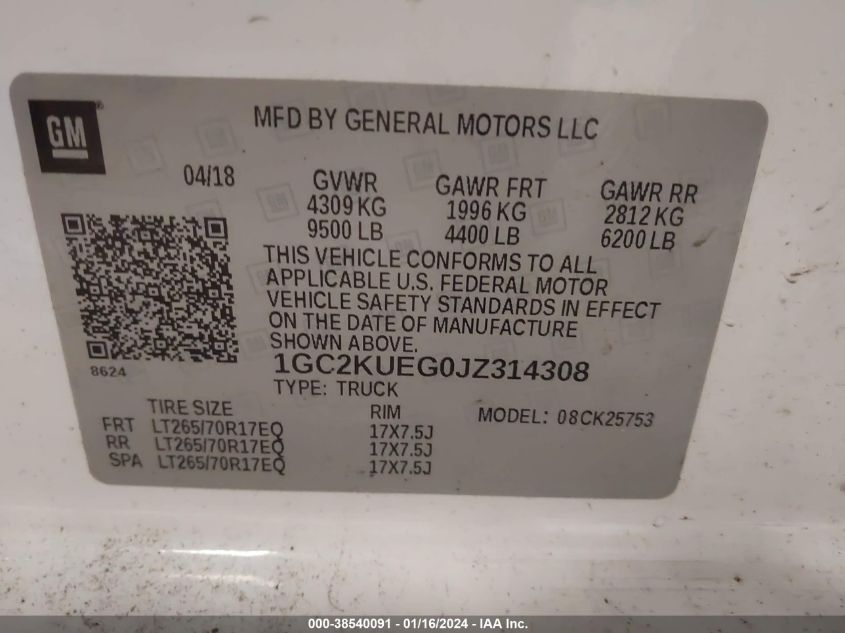 GM
MFD BY GENERAL MOTORS LLC
04/18
GVWR
4309 KG
9500 LB
GAWR FRT
1996 KG
4400 LB
GAWR RR
2812 KG
6200 LB
THIS VEHICLE CONFORMS TO ALL
APPLICABLE U.S. FEDERAL MOTOR
VEHICLE SAFETY STANDARDS IN EFFECT
ON THE DATE OF MANUFACTURE
SHOWN ABOVE.
8624
1GC2KUEG0JZ314308
TYPE: TRUCK
TIRE SIZE RIM MODEL: 08CK25753
FRT LT265/70R17EQ 17X7.5J
RR LT265/70R17EQ 17X7.5J
SPA LT265/70R17EQ 17X7.5J
000-38540091 - 01/16/2024 - IAA Inc.